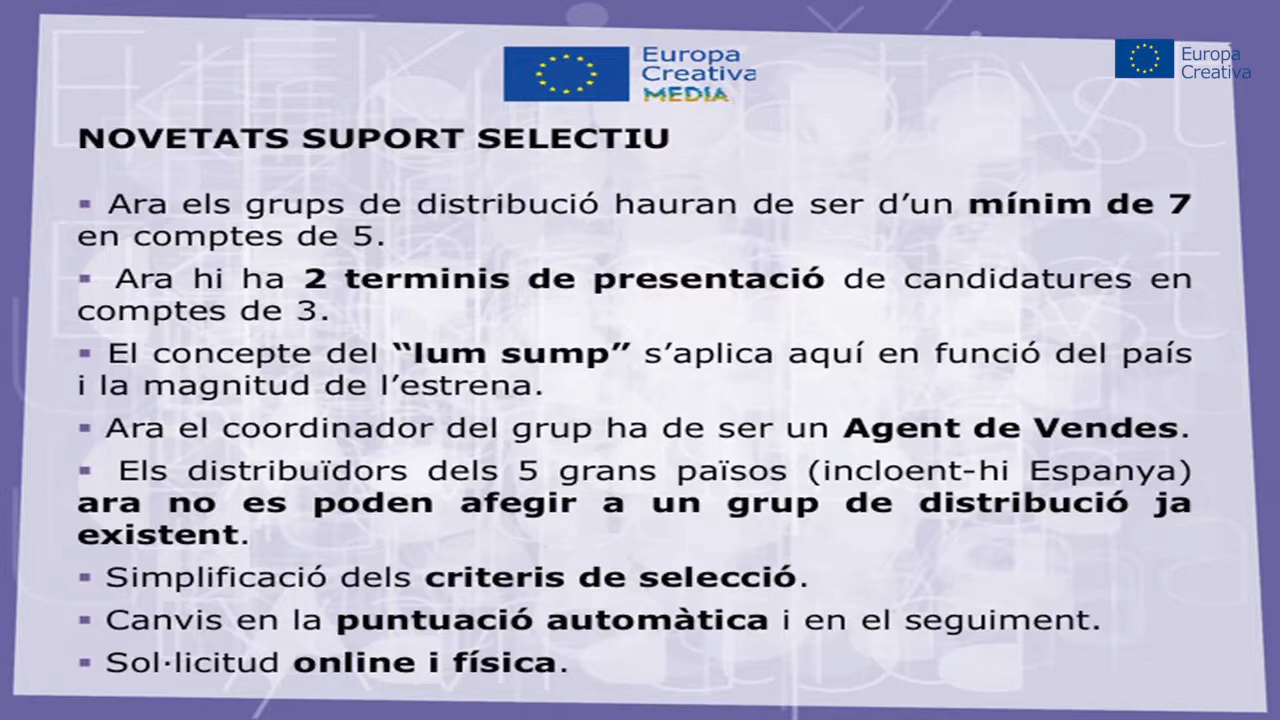 Europa
Creativa
MEDIA
Europa
Creativa
NOVETATS SUPORT SELECTIU
▪ Ara els grups de distribució hauran de ser d’un mínim de 7
en comptes de 5.
▪ Ara hi ha 2 terminis de presentació de candidatures en
comptes de 3.
▪ El concepte del “lum sump” s’aplica aquí en funció del país
i la magnitud de l’estrena.
▪ Ara el coordinador del grup ha de ser un Agent de Vendes.
▪ Els distribuïdors dels 5 grans països (incloent-hi Espanya)
ara no es poden afegir a un grup de distribució ja
existent.
▪ Simplificació dels criteris de selecció.
▪ Canvis en la puntuació automàtica i en el seguiment.
▪ Sol·licitud online i física.